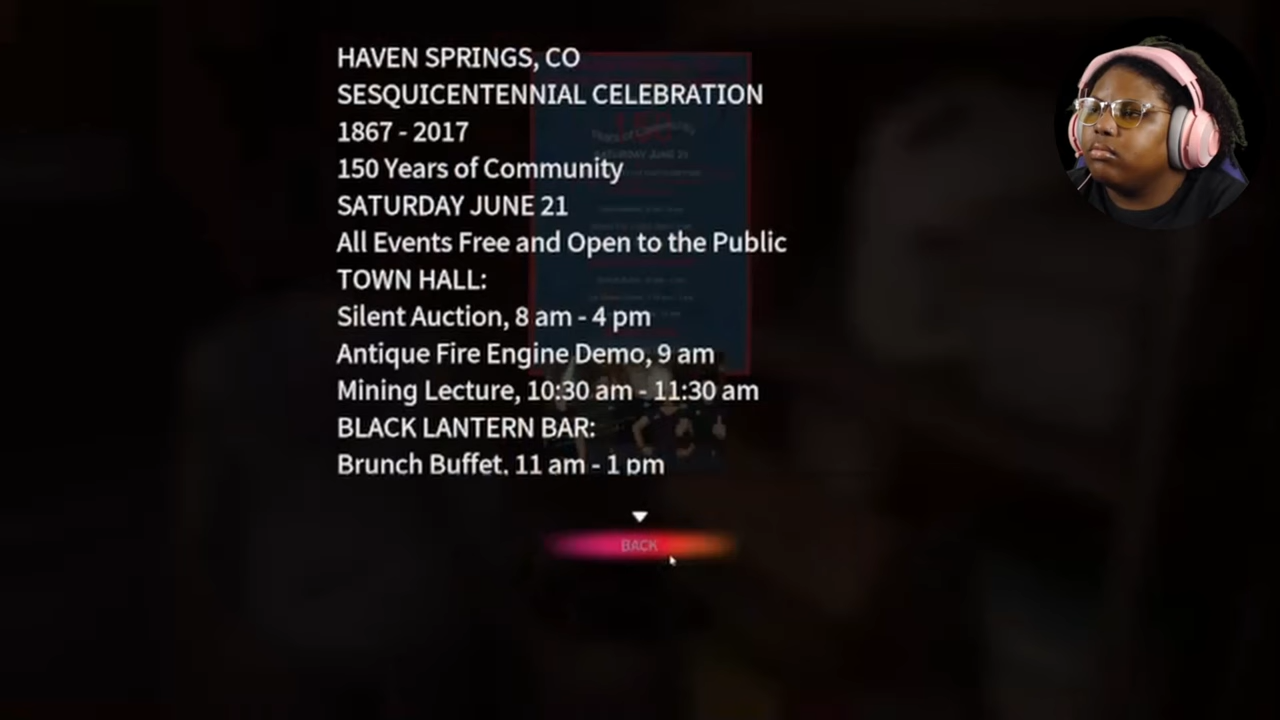 HAVEN SPRINGS, CO
SESQUICENTENNIAL CELEBRATION
1867 - 2017
150 Years of Community
SATURDAY JUNE 21
All Events Free and Open to the Public
TOWN HALL:
Silent Auction, 8 am - 4 pm
Antique Fire Engine Demo, 9 am
Mining Lecture, 10:30 am - 11:30 am
BLACK LANTERN BAR:
Brunch Buffet, 11 am - 1 pm
BACK